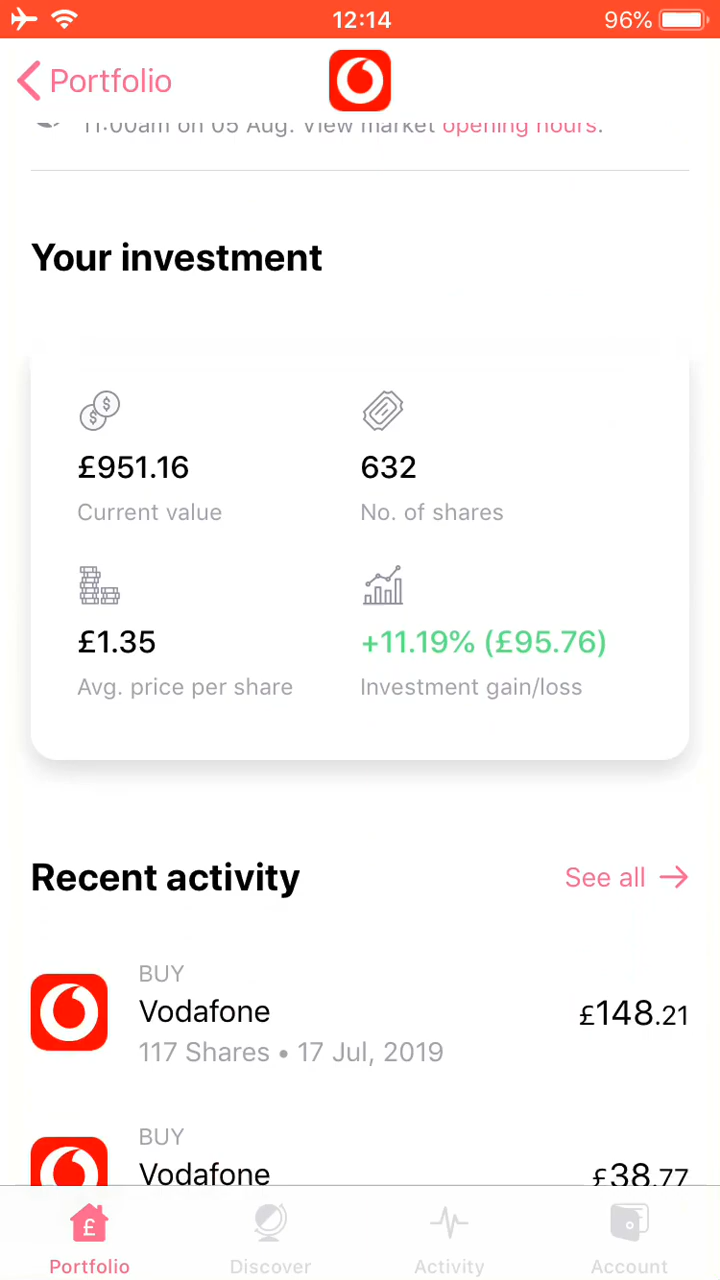 12:14
96%
Portfolio
11:00am on 05 Aug. View market opening hours.
Your investment
£951.16
632
Current value
No. of shares
£1.35
+11.19% (£95.76)
Avg. price per share
Investment gain/loss
Recent activity
See all
BUY
Vodafone
£148.21
117 Shares • 17 Jul, 2019
BUY
Vodafone
£38.77
£
Portfolio
Discover
Activity
Account